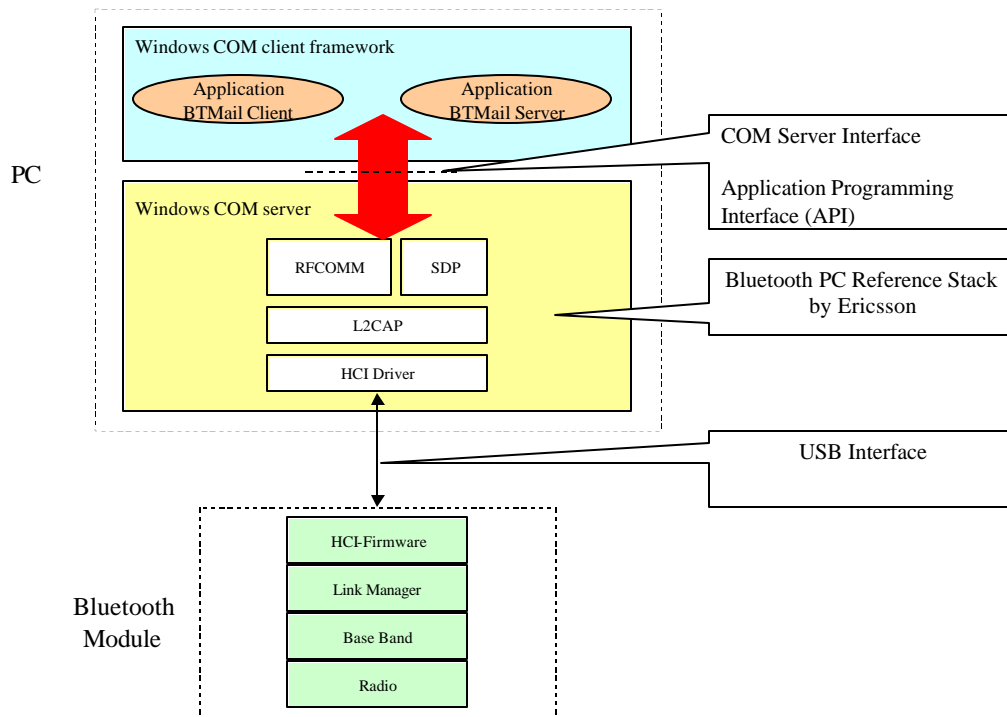 Windows COM client framework
Application
BTMail Client
Application
BTMail Server
COM Server Interface
Application Programming
Interface (API)
PC
Windows COM server
RFCOMM
SDP
L2CAP
HCI Driver
Bluetooth PC Reference Stack
by Ericsson
USB Interface
Bluetooth
Module
HCI-Firmware
Link Manager
Base Band
Radio